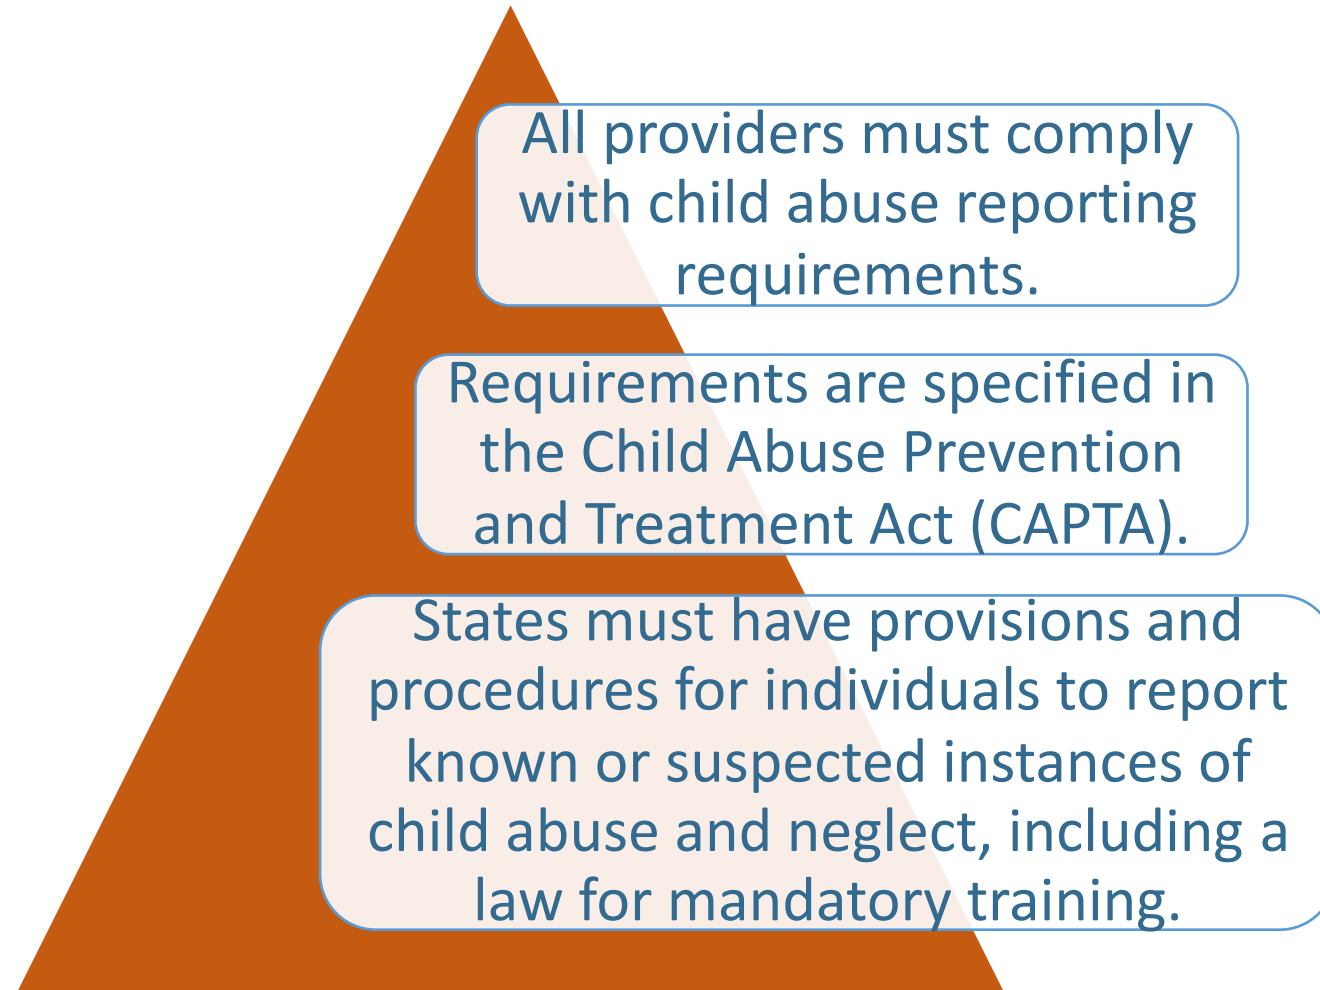 All providers must comply
with child abuse reporting
requirements.
Requirements are specified in
the Child Abuse Prevention
and Treatment Act (CAPTA).
States must have provisions and
procedures for individuals to report
known or suspected instances of
child abuse and neglect, including a
law for mandatory training.